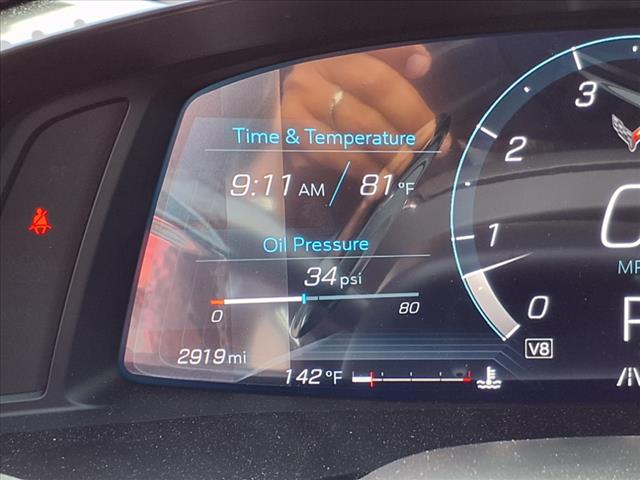 Time & Temperature
9:11 AM / 81°F
Oil Pressure
34 psi
0 80
2919 mi
142°F
3
2
1
0
V8